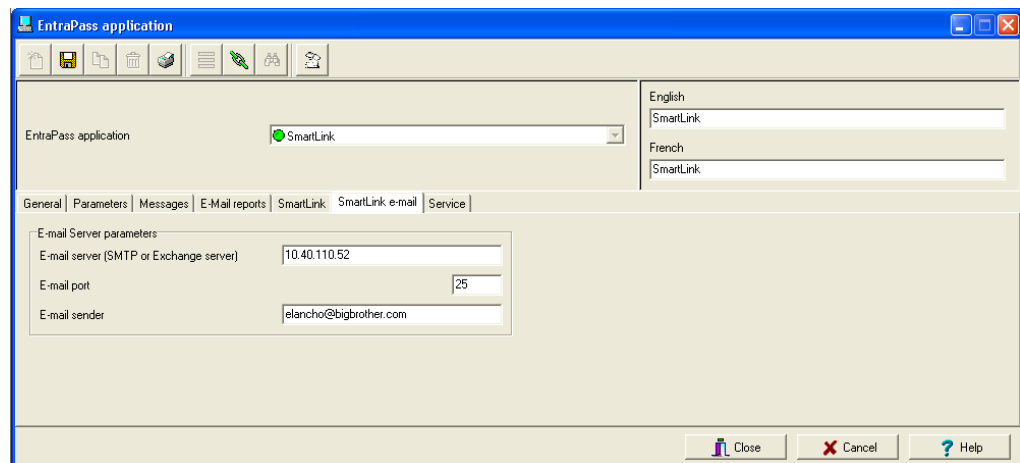 EntraPass application
EntraPass application
SmartLink
English
SmartLink
French
SmartLink
General Parameters Messages E-Mail reports SmartLink SmartLink e-mail Service
E-mail Server parameters
E-mail server (SMTP or Exchange server) 10.40.110.52
E-mail port 25
E-mail sender elancho@bigbrother.com
Close Cancel Help